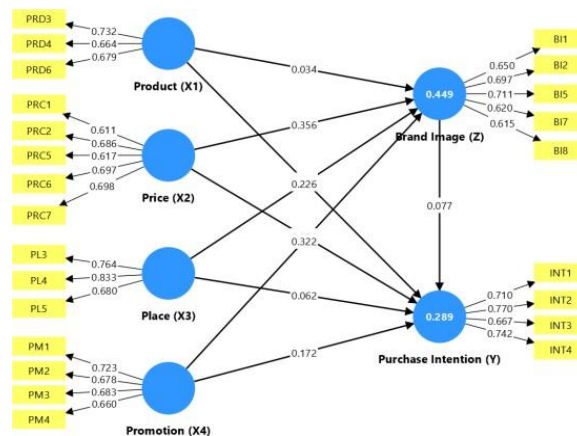 PRD3
PRD4
PRD6
0.732
0.664
0.679
Product (X1)
PRC1
PRC2
PRC5
PRC6
PRC7
0.611
0.686
0.617
0.697
0.698
Price (X2)
PL3
PL4
PL5
0.764
0.833
0.680
Place (X3)
PM1
PM2
PM3
PM4
0.723
0.678
0.683
0.660
Promotion (X4)
0.034
0.356
0.226
0.322
0.062
0.172
0.449
Brand Image (Z)
0.650
0.697
0.711
0.620
0.615
BI1
BI2
BI5
BI7
BI8
0.077
0.289
Purchase Intention (Y)
0.710
0.770
0.667
0.742
INT1
INT2
INT3
INT4